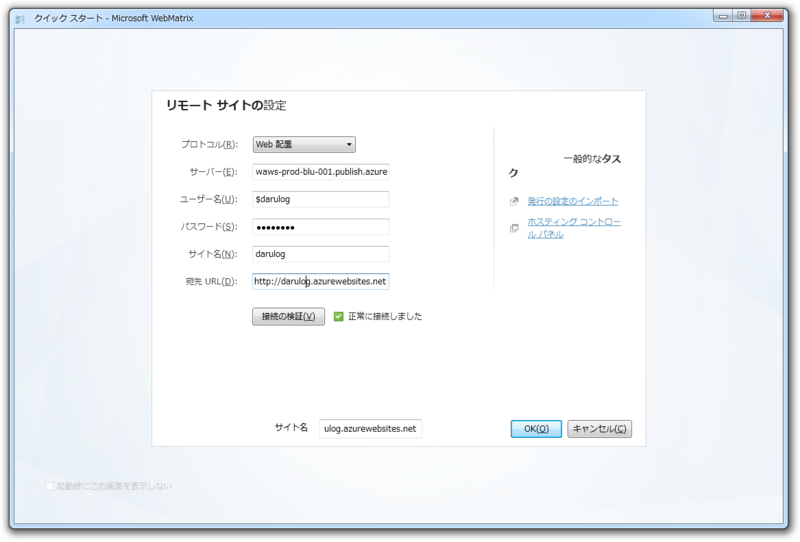 クイック スタート - Microsoft WebMatrix
リモート サイトの設定
プロトコル(R): Web 配置
サーバー(E): waws-prod-blu-001.publish.azure
ユーザー名(U): $darulog
パスワード(S): ●●●●●●●●
サイト名(N): darulog
宛先 URL(D): http://darulog.azurewebsites.net
接続の検証(V) 正常に接続しました
一般的なタス
ク
発行の設定のインポート
ホスティング コントロー
ル パネル
サイト名 ulog.azurewebsites.net
OK(O) キャンセル(C)
起動時にこの画面を表示しない